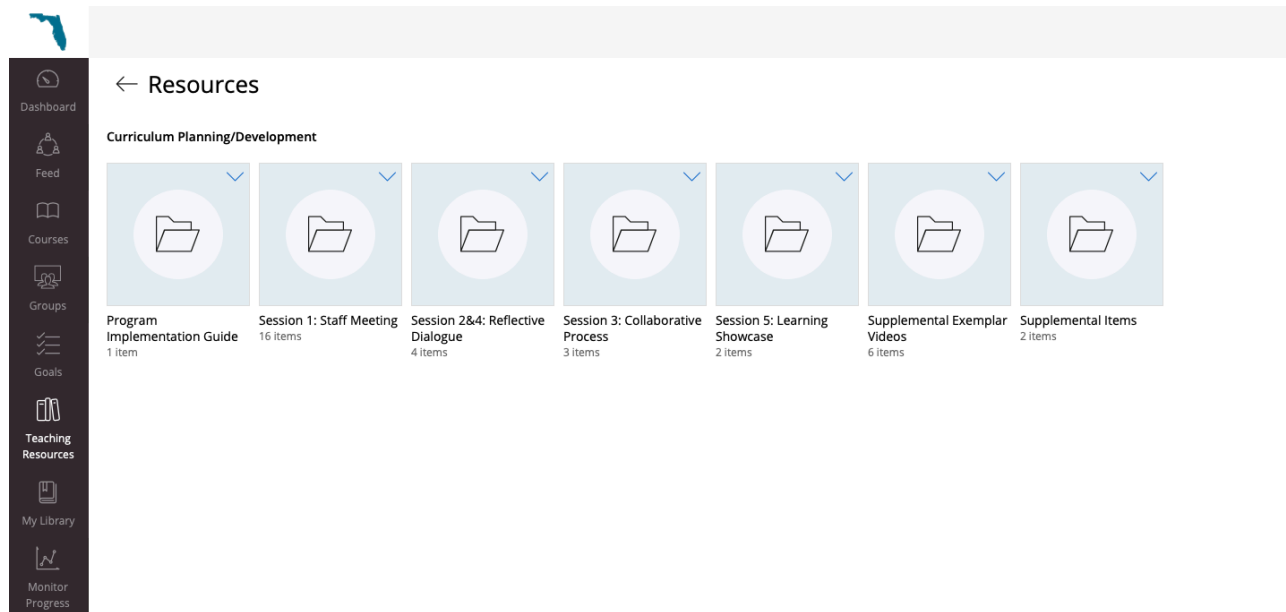 Resources
Curriculum Planning/Development
Program
Implementation Guide
1 item
Session 1: Staff Meeting
16 items
Session 2&4: Reflective
Dialogue
4 items
Session 3: Collaborative
Process
3 items
Session 5: Learning
Showcase
2 items
Supplemental Exemplar
Videos
6 items
Supplemental Items
2 items
Dashboard
Feed
Courses
Groups
Goals
Teaching
Resources
My Library
Monitor
Progress